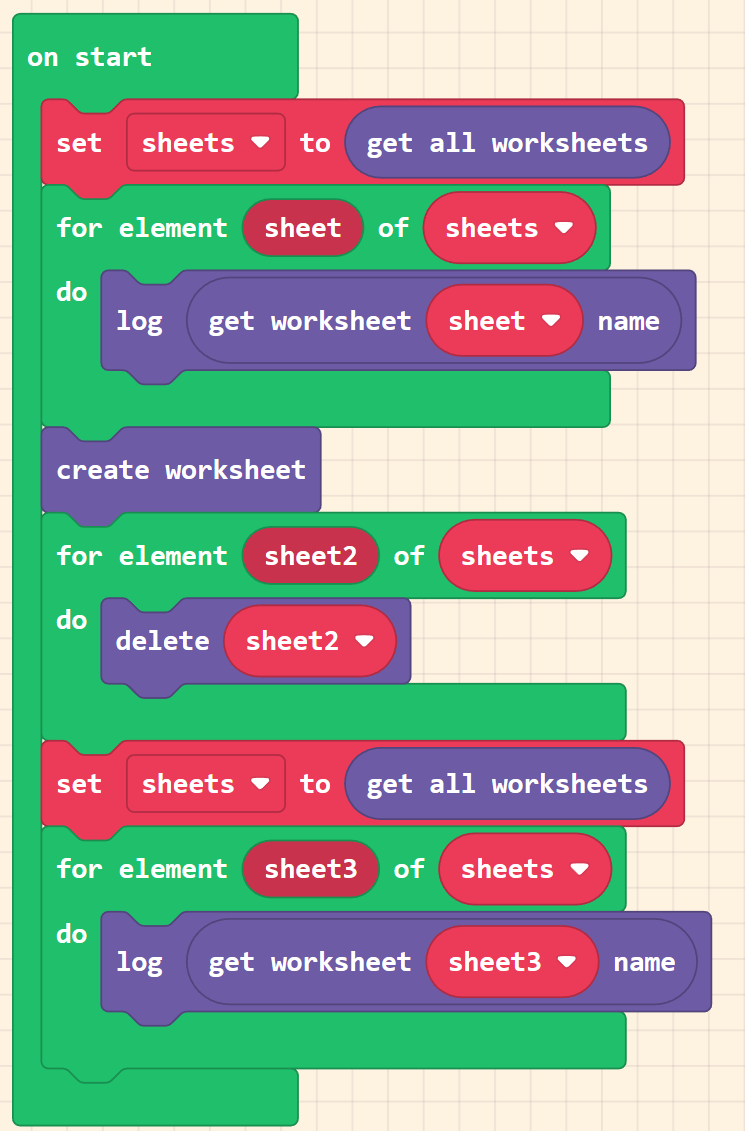 on start
set sheets to get all worksheets
for element sheet of sheets
do
log get worksheet sheet name
create worksheet
for element sheet2 of sheets
do
delete sheet2
set sheets to get all worksheets
for element sheet3 of sheets
do
log get worksheet sheet3 name